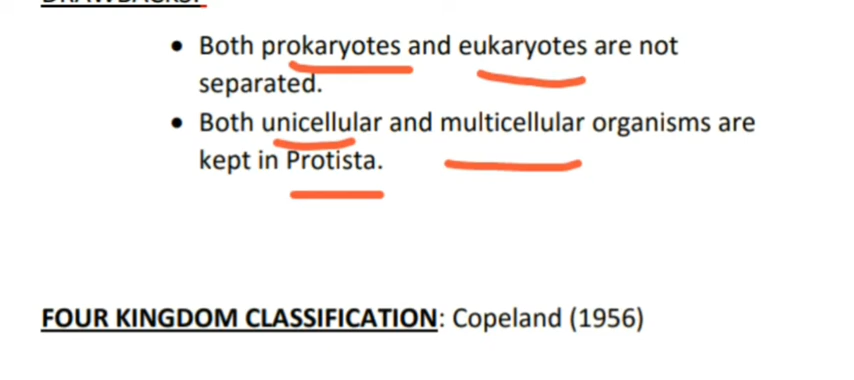 DRAWBACKS:
• Both prokaryotes and eukaryotes are not
separated.
• Both unicellular and multicellular organisms are
kept in Protista.
FOUR KINGDOM CLASSIFICATION: Copeland (1956)